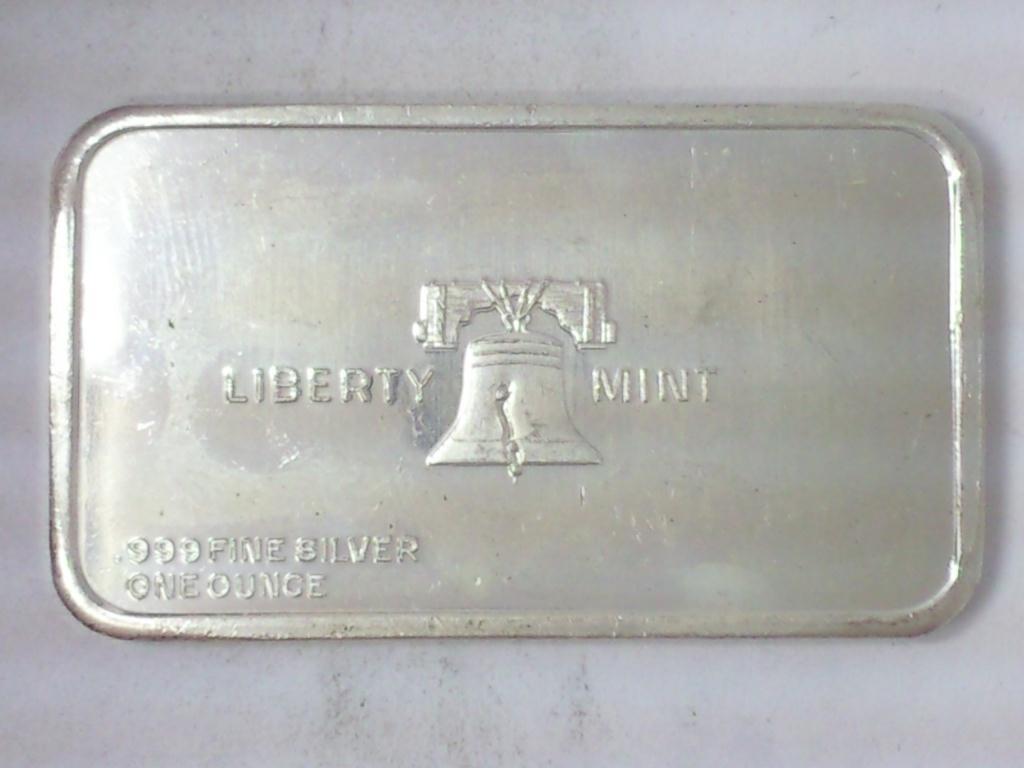 LIBERTY MINT
.999 FINE SILVER
ONE OUNCE